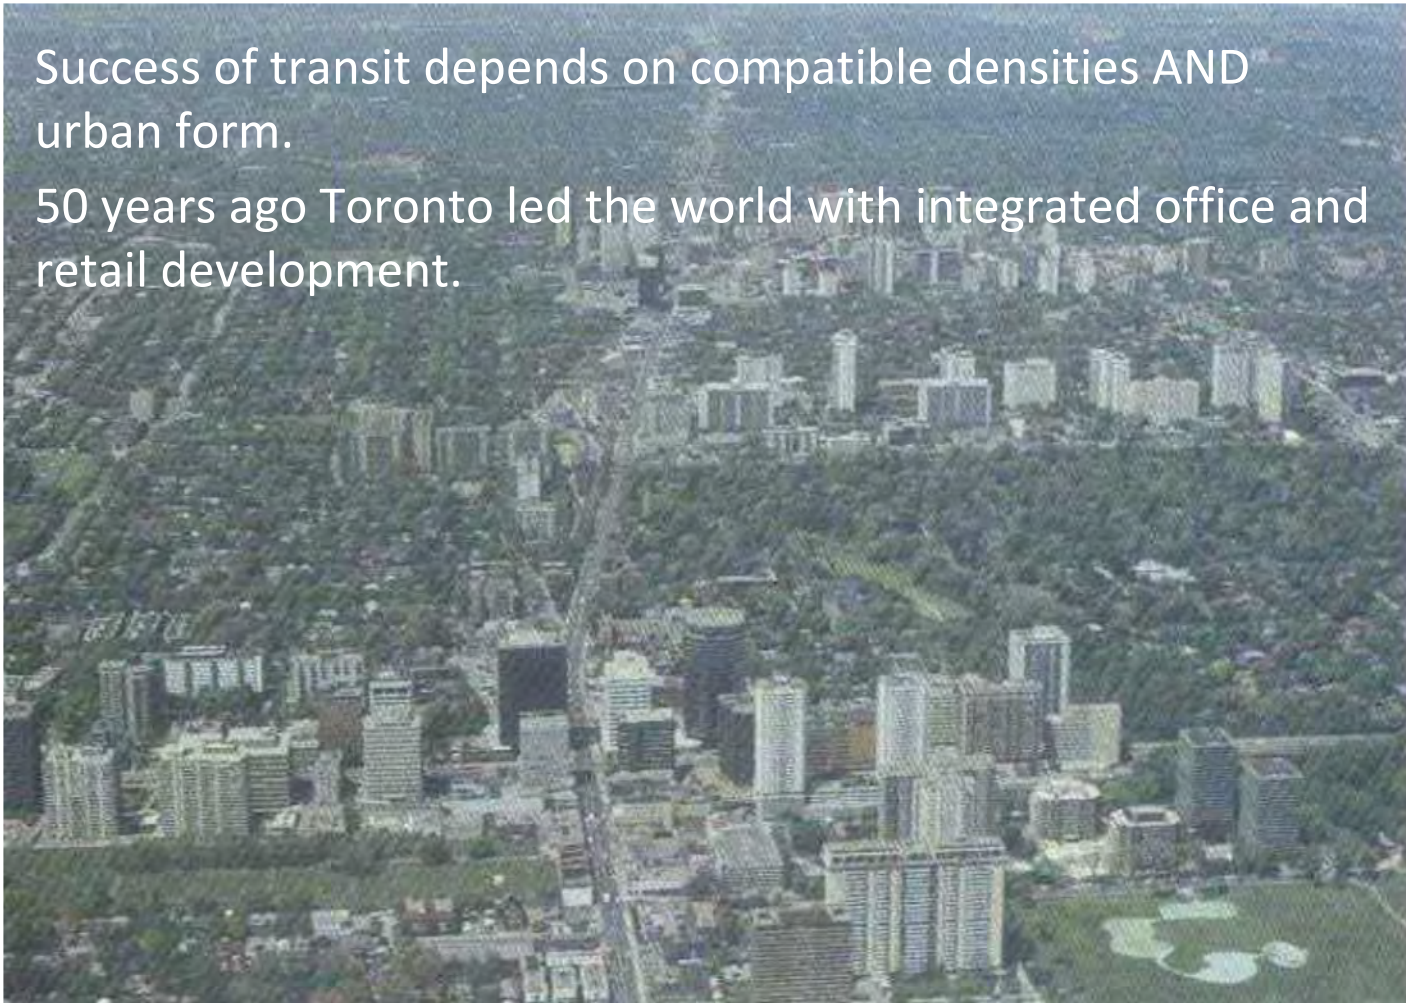 Success of transit depends on compatible densities AND
urban form.
50 years ago Toronto led the world with integrated office and
retail development.